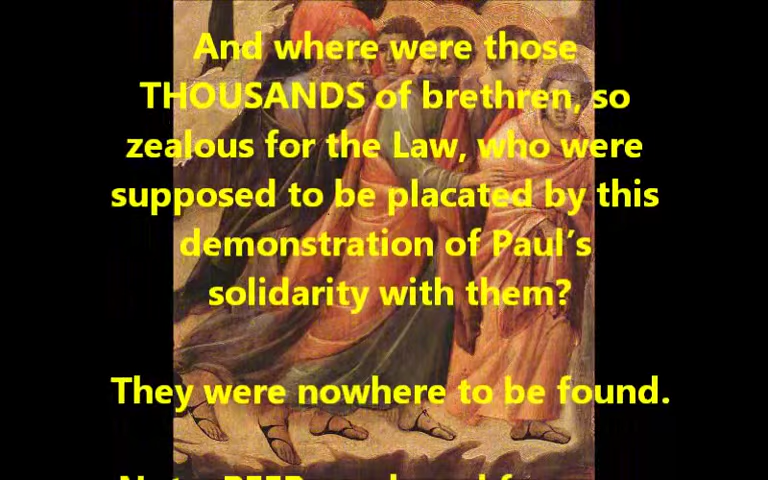 And where were those
THOUSANDS of brethren, so
zealous for the Law, who were
supposed to be placated by this
demonstration of Paul's
solidarity with them?
They were nowhere to be found.